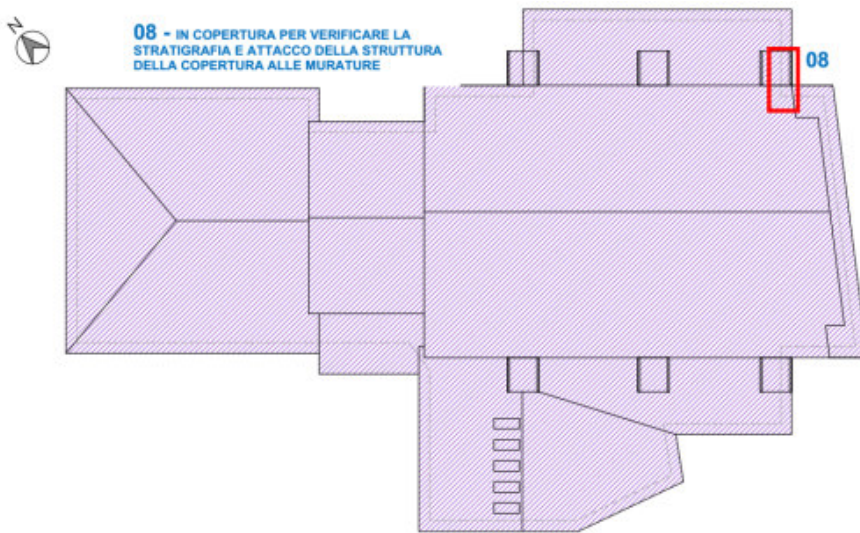 N
08 - IN COPERTURA PER VERIFICARE LA
STRATIGRAFIA E ATTACCO DELLA STRUTTURA
DELLA COPERTURA ALLE MURATURE
08